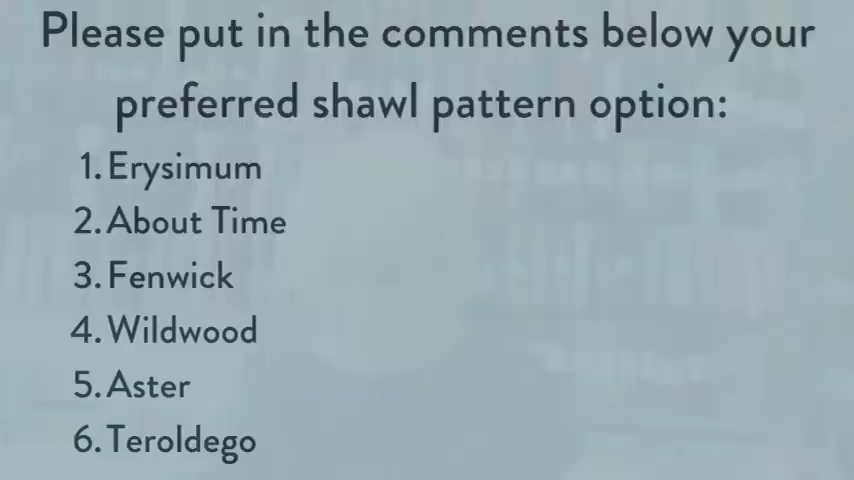 Please put in the comments below your
preferred shawl pattern option:
1. Erysimum
2. About Time
3. Fenwick
4. Wildwood
5. Aster
6. Teroldego